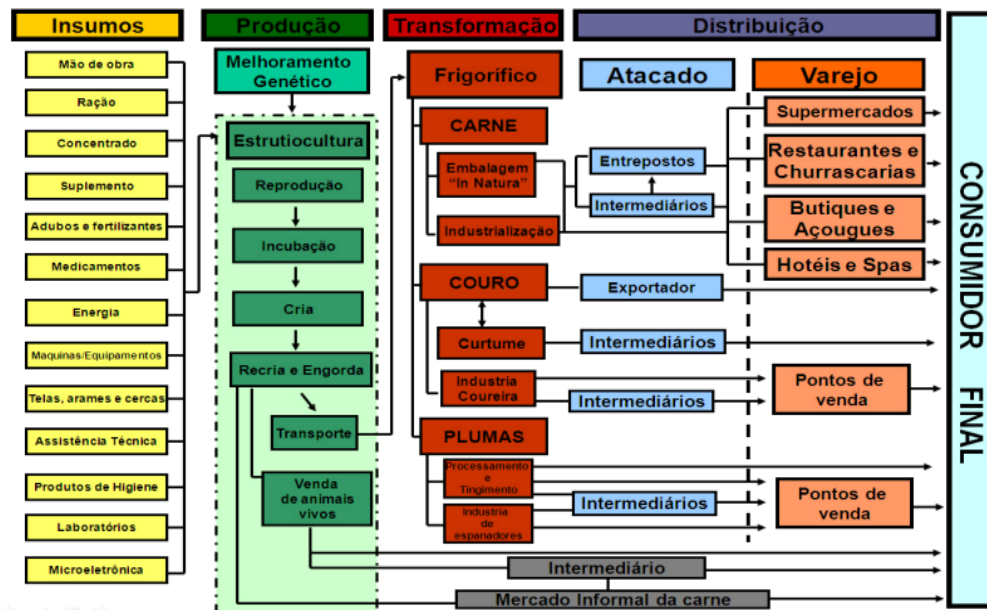 Insumos
Mão de obra
Ração
Concentrado
Suplemento
Adubos e fertilizantes
Medicamentos
Energia
Maquinas/Equipamentos
Telas, arames e cercas
Assistência Técnica
Produtos de Higiene
Laboratórios
Microeletrônica
Produção
Melhoramento
Genético
Estrutiocultura
Reprodução
Incubação
Cria
Recria e Engorda
Transporte
Venda
de animais
vivos
Transformação
Frigorífico
CARNE
Embalagem
"In Natura"
Industrialização
COURO
Curtume
Industria
Coureira
PLUMAS
Processamento
e
Tingimento
Industria
de
espanadores
Distribuição
Atacado
Entrepostos
Intermediários
Exportador
Intermediários
Intermediários
Intermediários
Varejo
Supermercados
Restaurantes e
Churrascarias
Butiques e
Açougues
Hotéis e Spas
Pontos de
venda
Pontos de
venda
Intermediário
Mercado Informal da carne
CONSUMIDOR FINAL